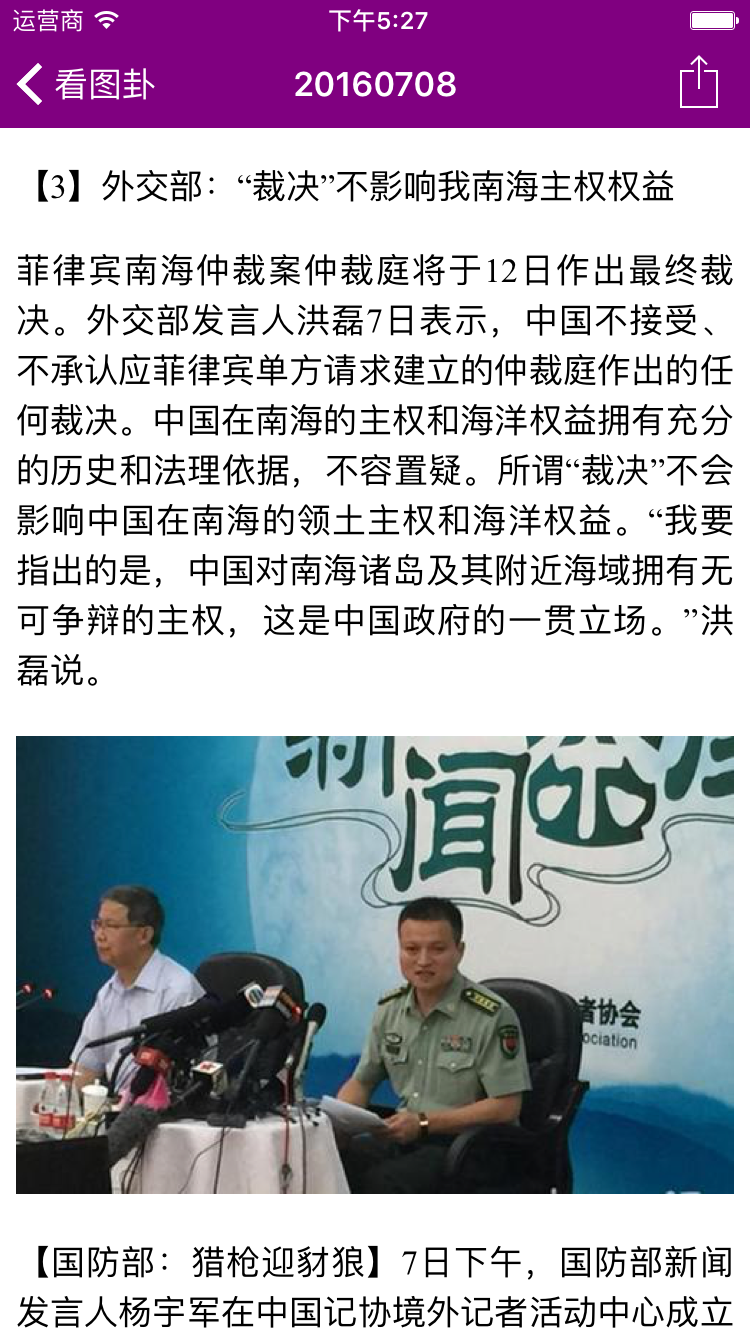 运营商 下午5:27
看图卦 20160708
【3】外交部：“裁决”不影响我南海主权权益
菲律宾南海仲裁案仲裁庭将于12日作出最终裁
决。外交部发言人洪磊7日表示，中国不接受、
不承认应菲律宾单方请求建立的仲裁庭作出的任
何裁决。中国在南海的主权和海洋权益拥有充分
的历史和法理依据，不容置疑。所谓“裁决”不会
影响中国在南海的领土主权和海洋权益。“我要
指出的是，中国对南海诸岛及其附近海域拥有无
可争辩的主权，这是中国政府的一贯立场。”洪
磊说。
新闻茶座
者协会
ociation
【国防部：猎枪迎豺狼】7日下午，国防部新闻
发言人杨宇军在中国记协境外记者活动中心成立